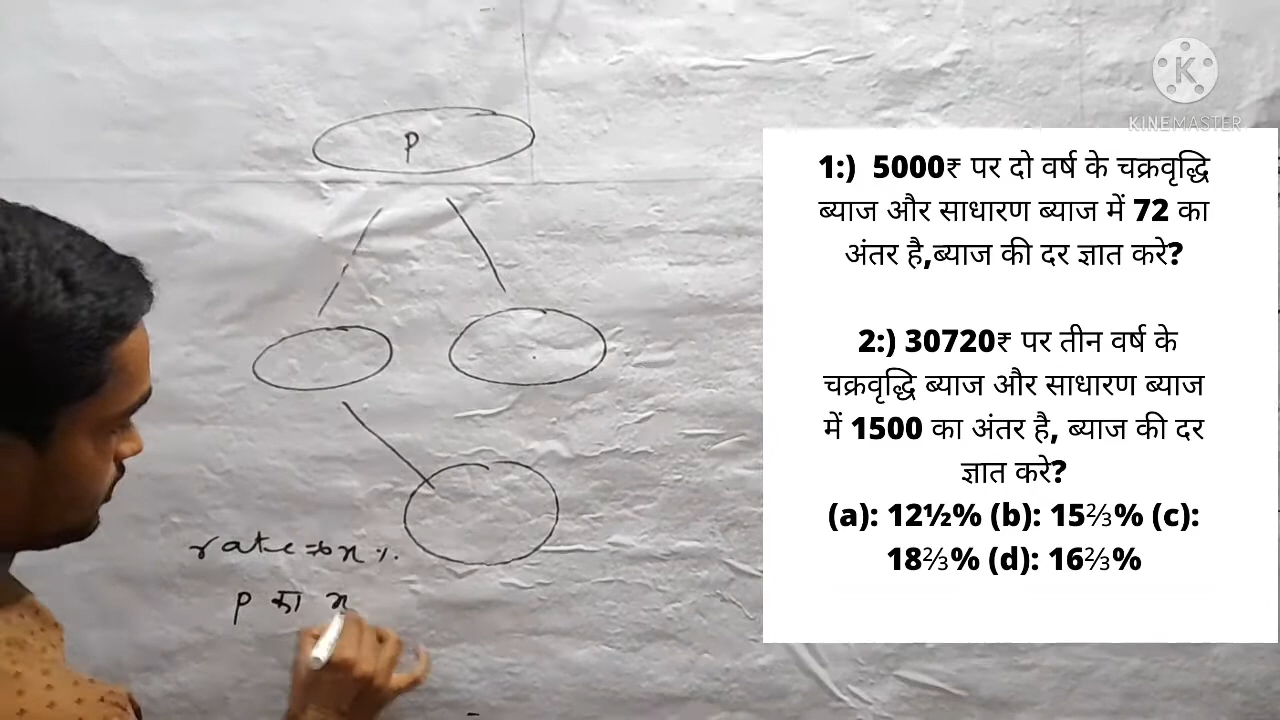 P
rate = x %.
P का x
KINEMASTER
1:) 5000₹ पर दो वर्ष के चक्रवृद्धि
ब्याज और साधारण ब्याज में 72 का
अंतर है,ब्याज की दर ज्ञात करे?
2:) 30720₹ पर तीन वर्ष के
चक्रवृद्धि ब्याज और साधारण ब्याज
में 1500 का अंतर है, ब्याज की दर
ज्ञात करे?
(a): 12½% (b): 15⅔% (c):
18⅔% (d): 16⅔%